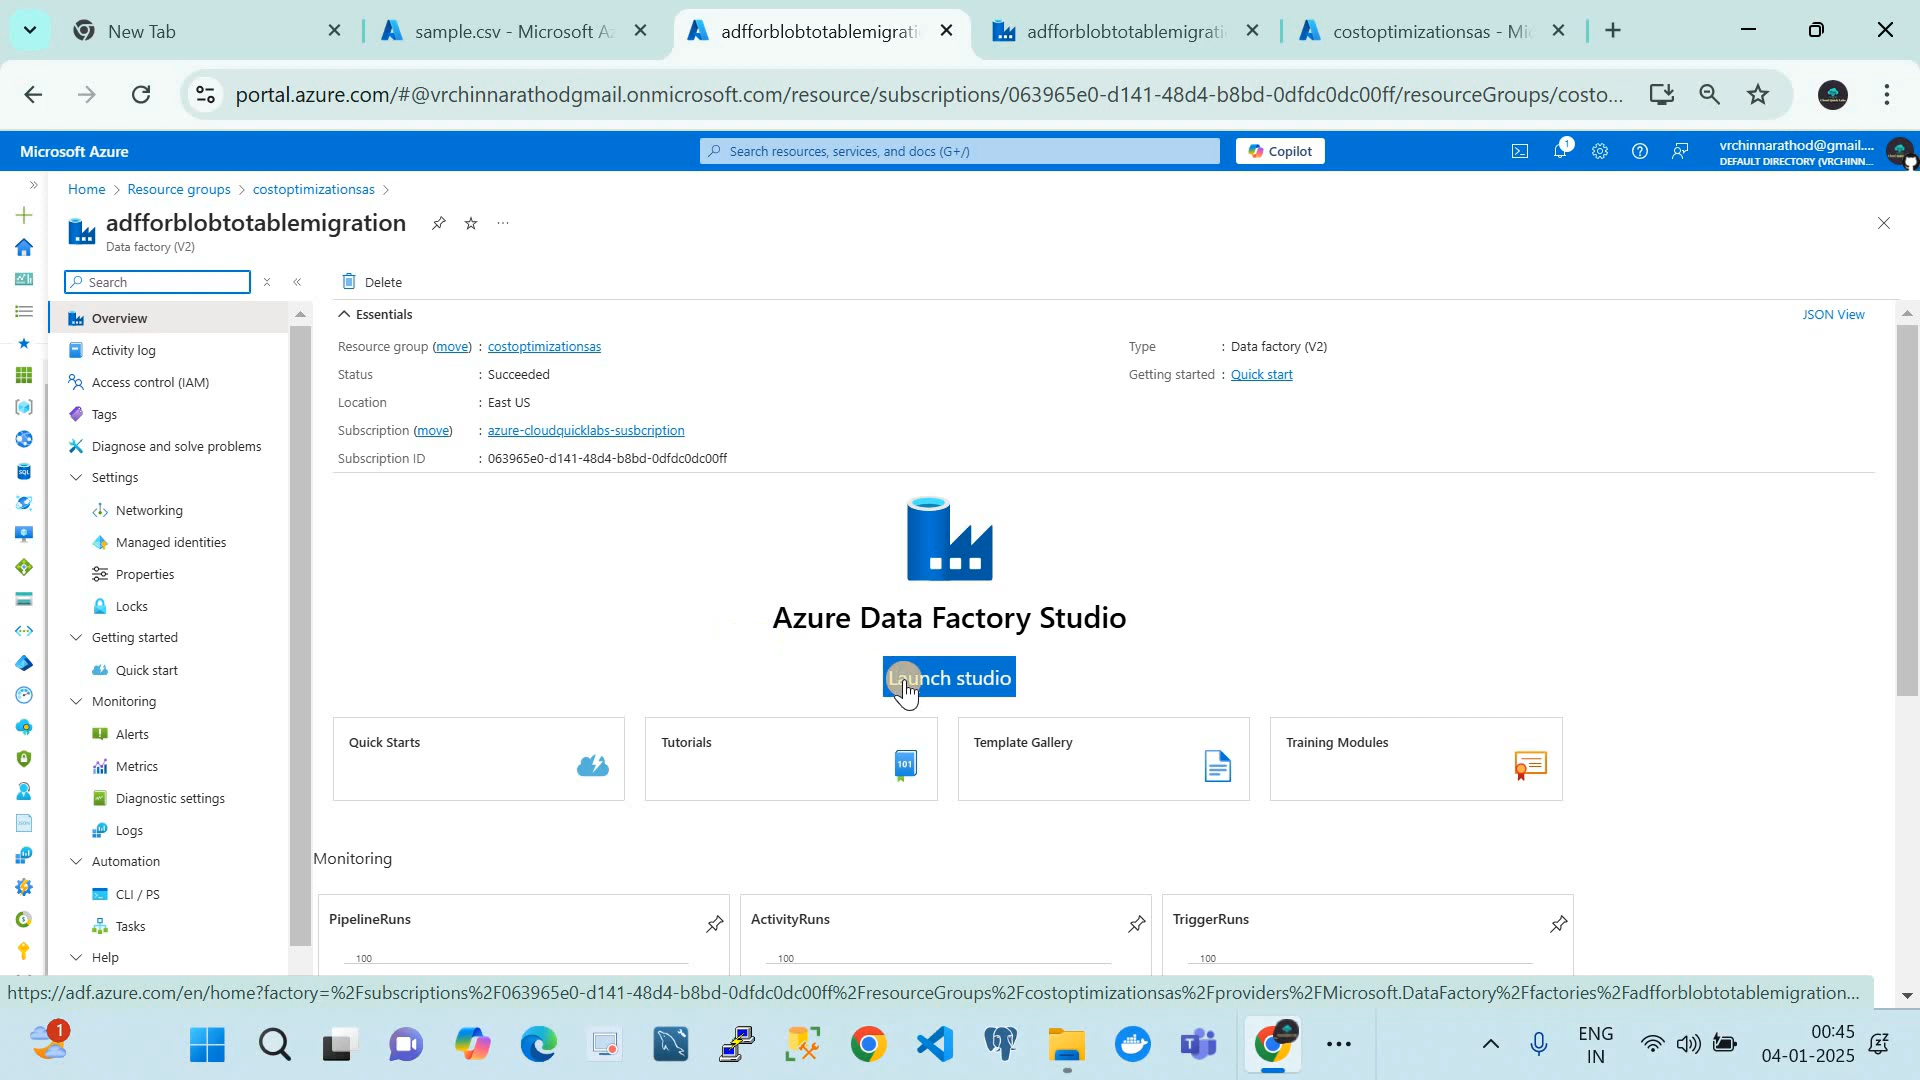 New Tab
sample.csv - Microsoft Az
adfforblobtotablemigrati
adfforblobtotablemigrati
costoptimizationsas - Mi
portal.azure.com/#@vrchinnarathodgmail.onmicrosoft.com/resource/subscriptions/063965e0-d141-48d4-b8bd-0dfdc0dc00ff/resourceGroups/costo...
Microsoft Azure
Search resources, services, and docs (G+/)
Copilot
1
vrchinnarathod@gmail....
DEFAULT DIRECTORY (VRCHINN...
Home > Resource groups > costoptimizationsas >
adfforblobtotablemigration
Data factory (V2)
Search
Delete
Overview
Activity log
Access control (IAM)
Tags
Diagnose and solve problems
Settings
Networking
Managed identities
Properties
Locks
Getting started
Quick start
Monitoring
Alerts
Metrics
Diagnostic settings
Logs
Automation
CLI / PS
Tasks
Help
Essentials
JSON View
Resource group (move) : costoptimizationsas
Status : Succeeded
Location : East US
Subscription (move) : azure-cloudquicklabs-susbcription
Subscription ID : 063965e0-d141-48d4-b8bd-0dfdc0dc00ff
Type : Data factory (V2)
Getting started : Quick start
Azure Data Factory Studio
Launch studio
Quick Starts
Tutorials
101
Template Gallery
Training Modules
Monitoring
PipelineRuns
100
ActivityRuns
100
TriggerRuns
100
https://adf.azure.com/en/home?factory=%2Fsubscriptions%2F063965e0-d141-48d4-b8bd-0dfdc0dc00ff%2FresourceGroups%2Fcostoptimizationsas%2Fproviders%2FMicrosoft.DataFactory%2Ffactories%2Fadfforblobtotablemigration...
1
ENG
IN
00:45
04-01-2025